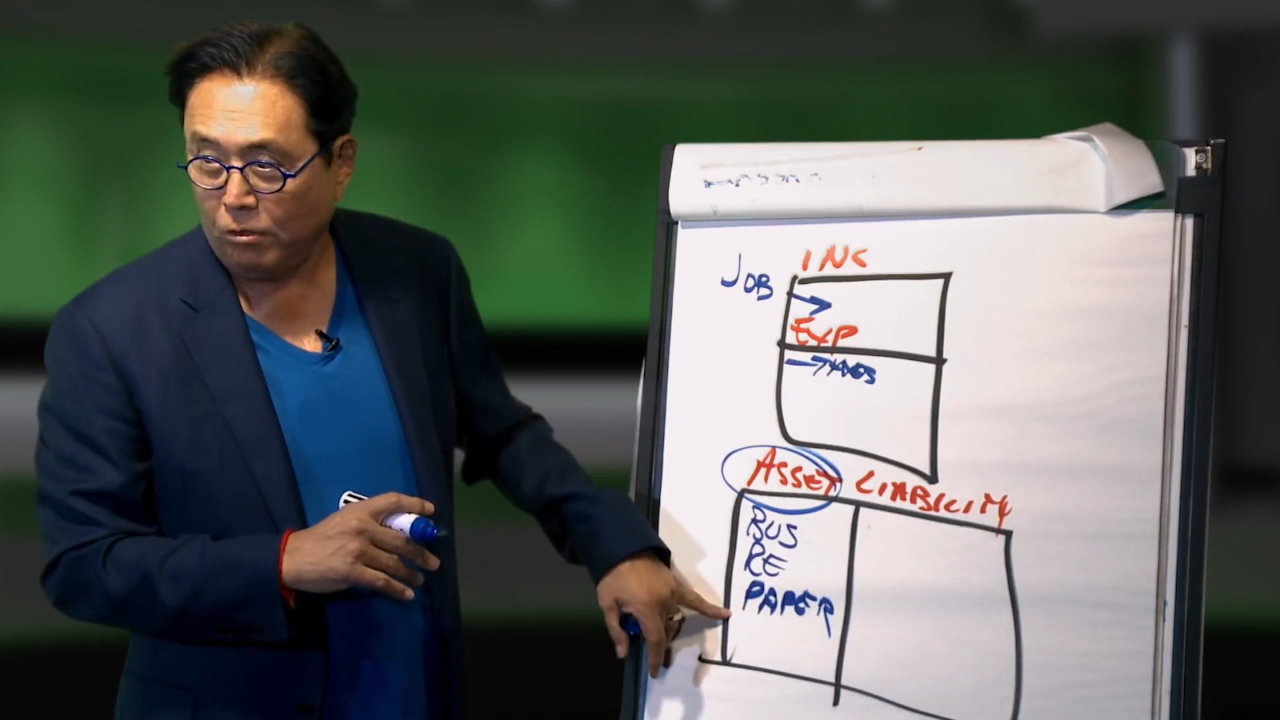 INC
JOB
EXP
TAXES
ASSET LIABILITY
BUS
RE
PAPER